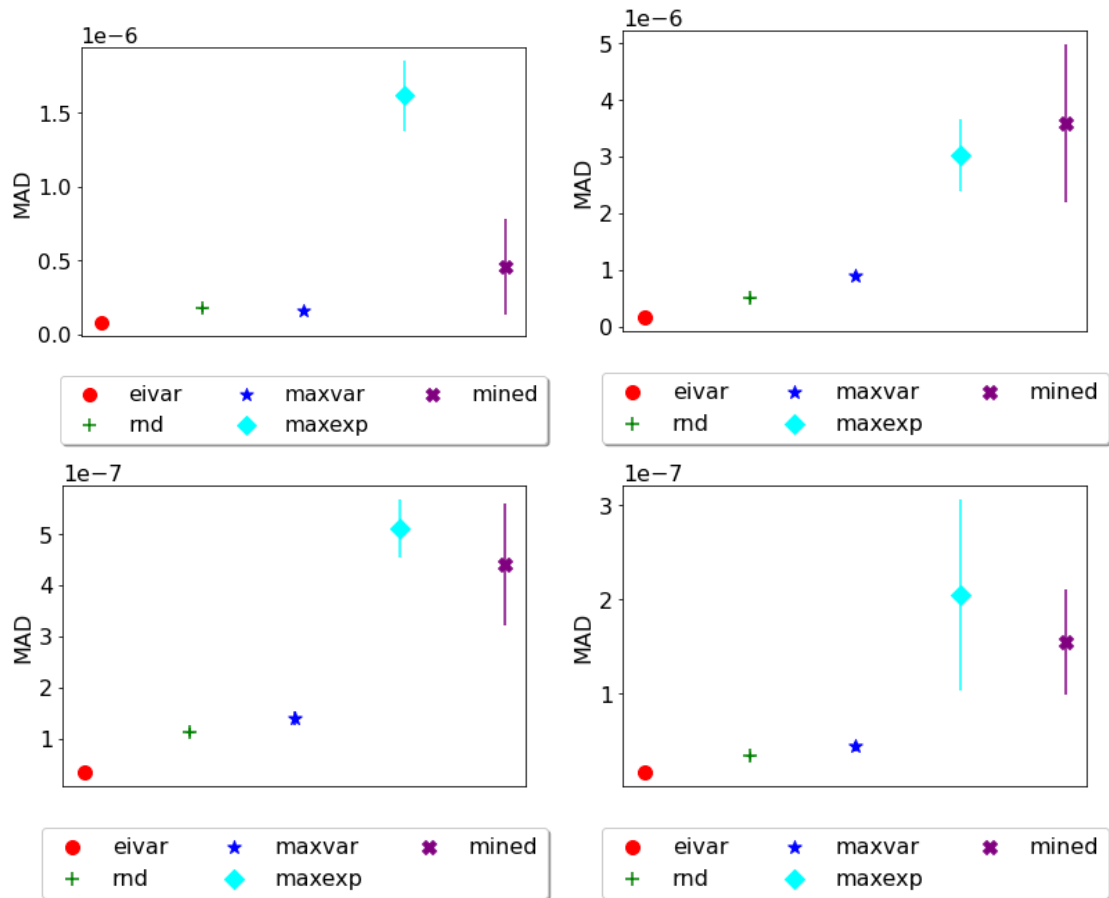 1e−6
1.5
1.0
0.5
0.0
MAD
eivar maxvar mined
rnd maxexp
1e−6
5
4
3
2
1
0
MAD
eivar maxvar mined
rnd maxexp
1e−7
5
4
3
2
1
MAD
eivar maxvar mined
rnd maxexp
1e−7
3
2
1
MAD
eivar maxvar mined
rnd maxexp